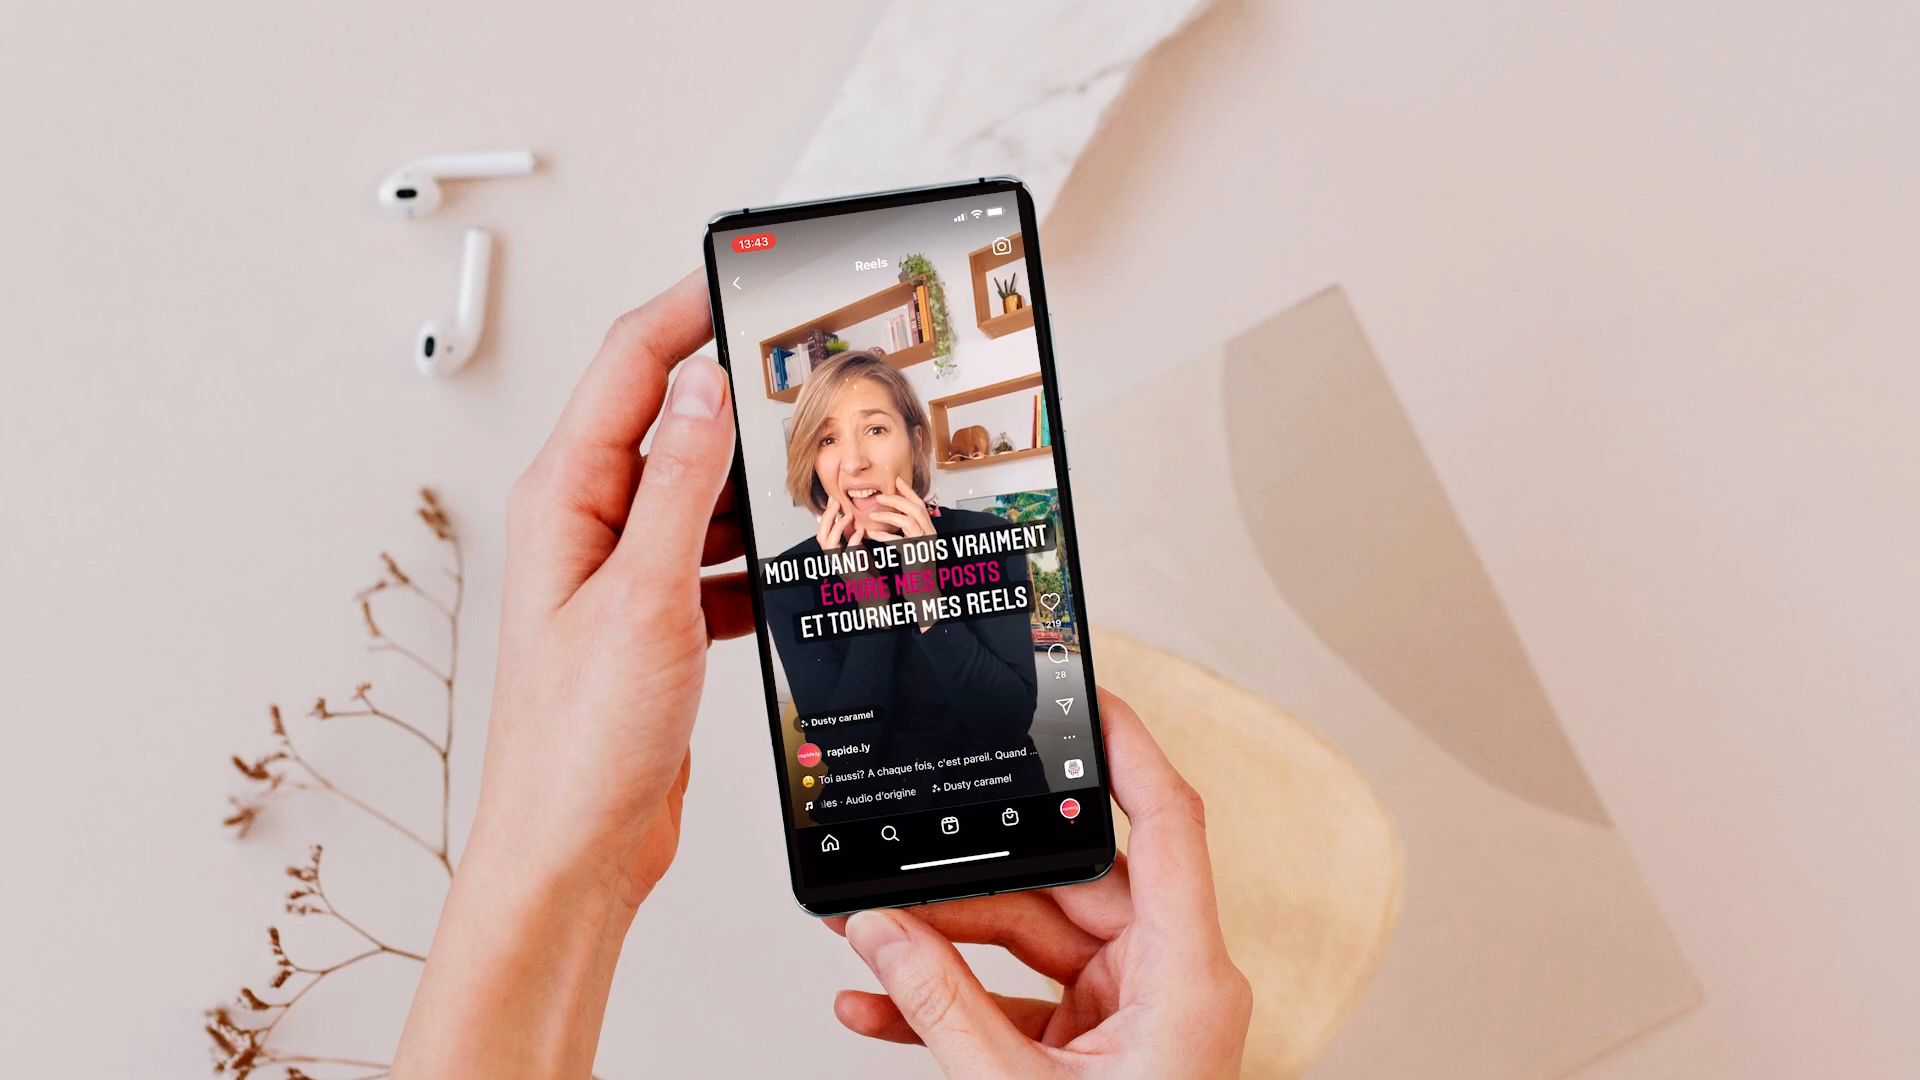 13:43
Reels
MOI QUAND JE DOIS VRAIMENT
ÉCRIRE MES POSTS
ET TOURNER MES REELS
219
28
Dusty caramel
rapide.ly
Toi aussi? A chaque fois, c'est pareil. Quand ...
ales · Audio d'origine Dusty caramel